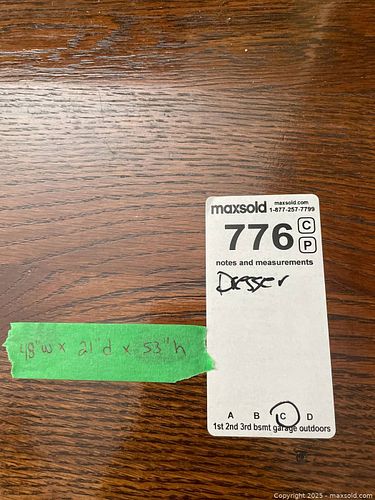 maxsold maxsold.com
1-877-257-7799
776 C
P
notes and measurements
Dresser
48"w x 21"d x 53"h
A B C D
1st 2nd 3rd bsmt garage outdoors
Copyright 2025 - maxsold.com